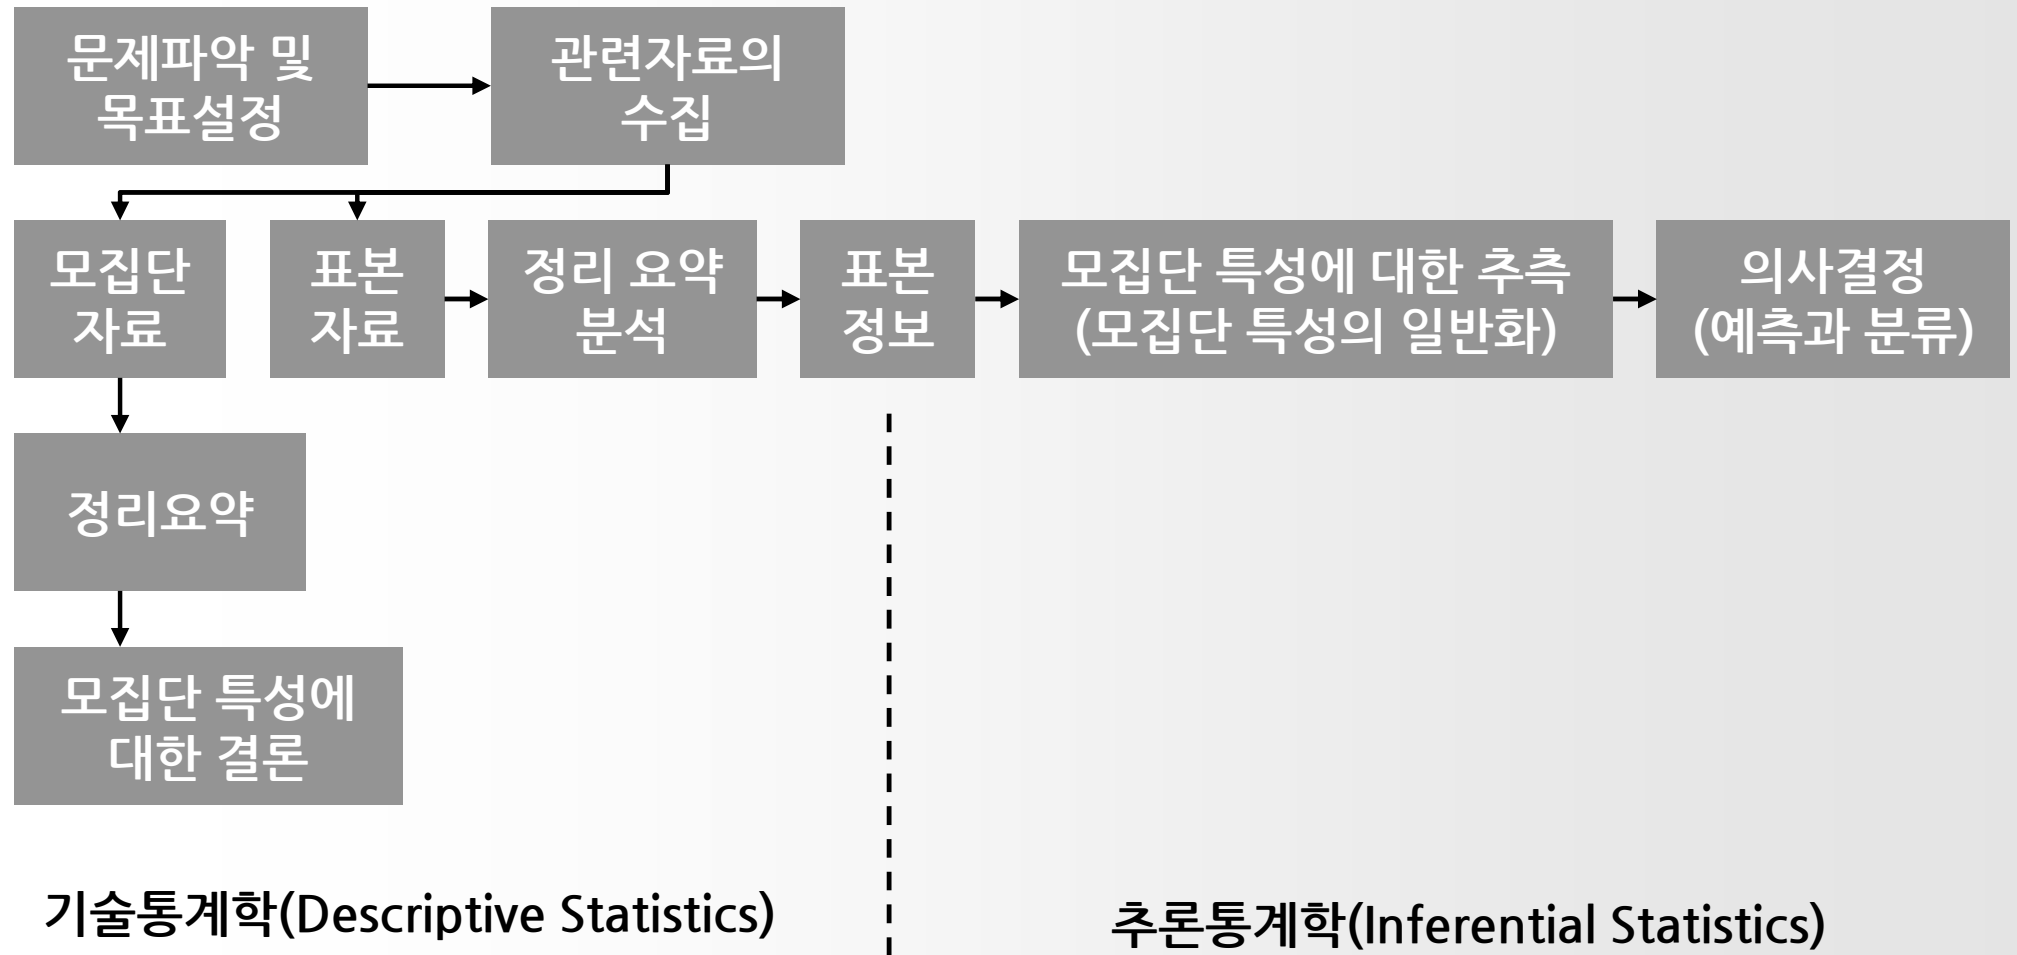 문제파악 및
목표설정
관련자료의
수집
모집단
자료
표본
자료
정리 요약
분석
표본
정보
모집단 특성에 대한 추측
(모집단 특성의 일반화)
의사결정
(예측과 분류)
정리요약
모집단 특성에
대한 결론
기술통계학(Descriptive Statistics)
추론통계학(Inferential Statistics)